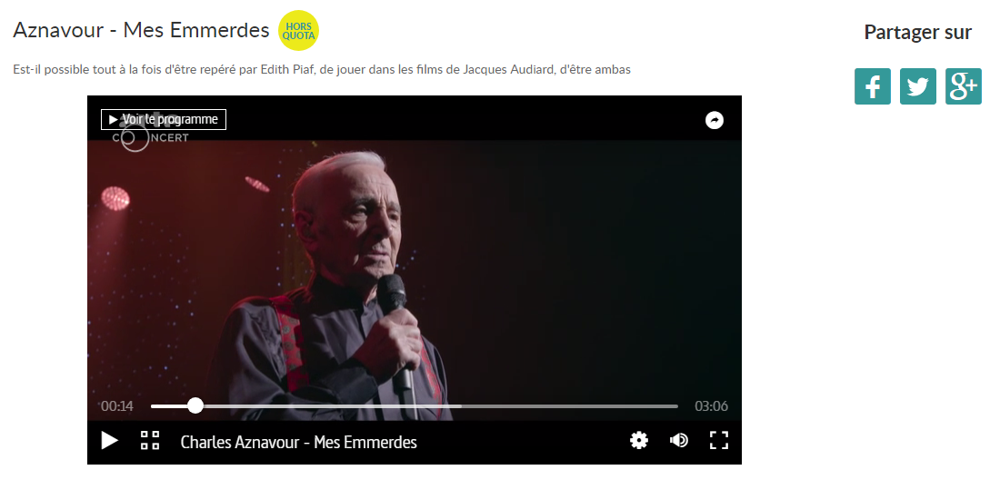 Aznavour - Mes Emmerdes
HORS
QUOTA
Partager sur
Est-il possible tout à la fois d'être repéré par Edith Piaf, de jouer dans les films de Jacques Audiard, d'être ambas
f
g+
Voir le programme
CONCERT
00:14
03:06
Charles Aznavour - Mes Emmerdes